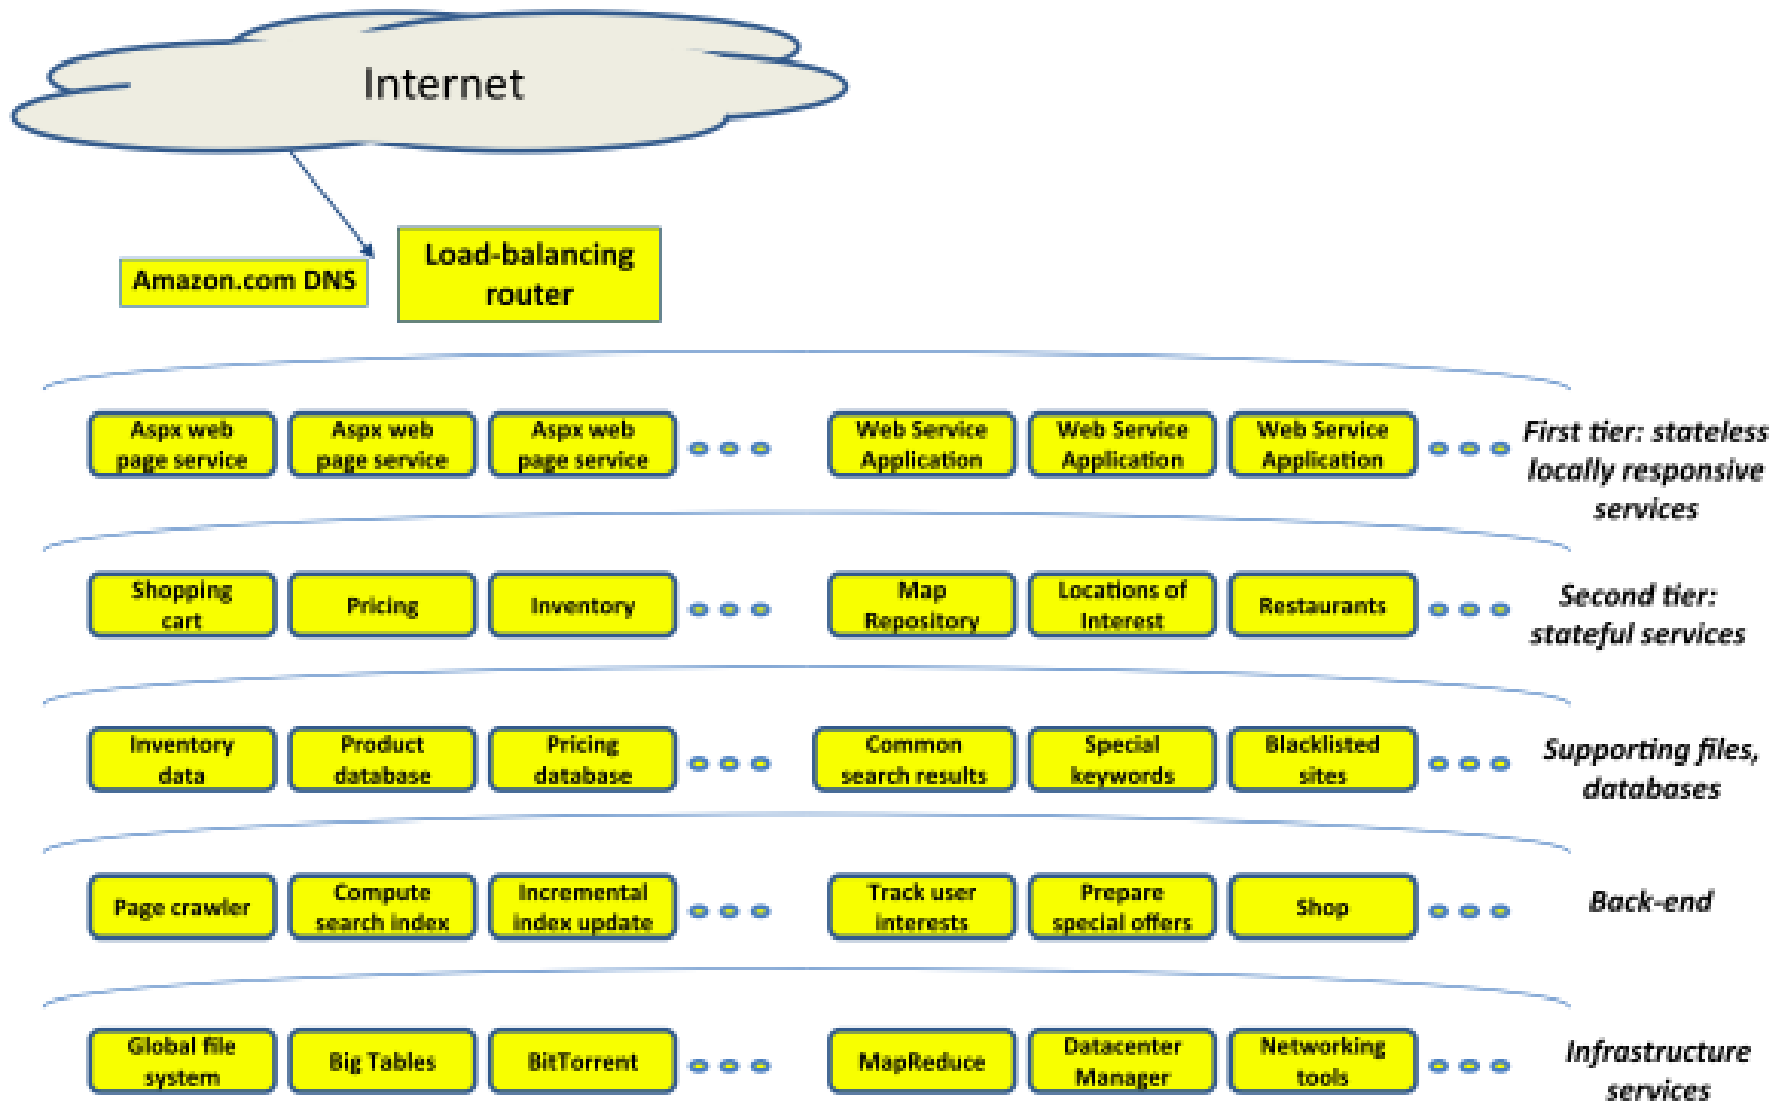 Internet
Amazon.com DNS
Load-balancing
router
Aspx web
page service
Aspx web
page service
Aspx web
page service
Web Service
Application
Web Service
Application
Web Service
Application
First tier: stateless
locally responsive
services
Shopping
cart
Pricing
Inventory
Map
Repository
Locations of
Interest
Restaurants
Second tier:
stateful services
Inventory
data
Product
database
Pricing
database
Common
search results
Special
keywords
Blacklisted
sites
Supporting files,
databases
Page crawler
Compute
search index
Incremental
index update
Track user
interests
Prepare
special offers
Shop
Back-end
Global file
system
Big Tables
BitTorrent
MapReduce
Datacenter
Manager
Networking
tools
Infrastructure
services